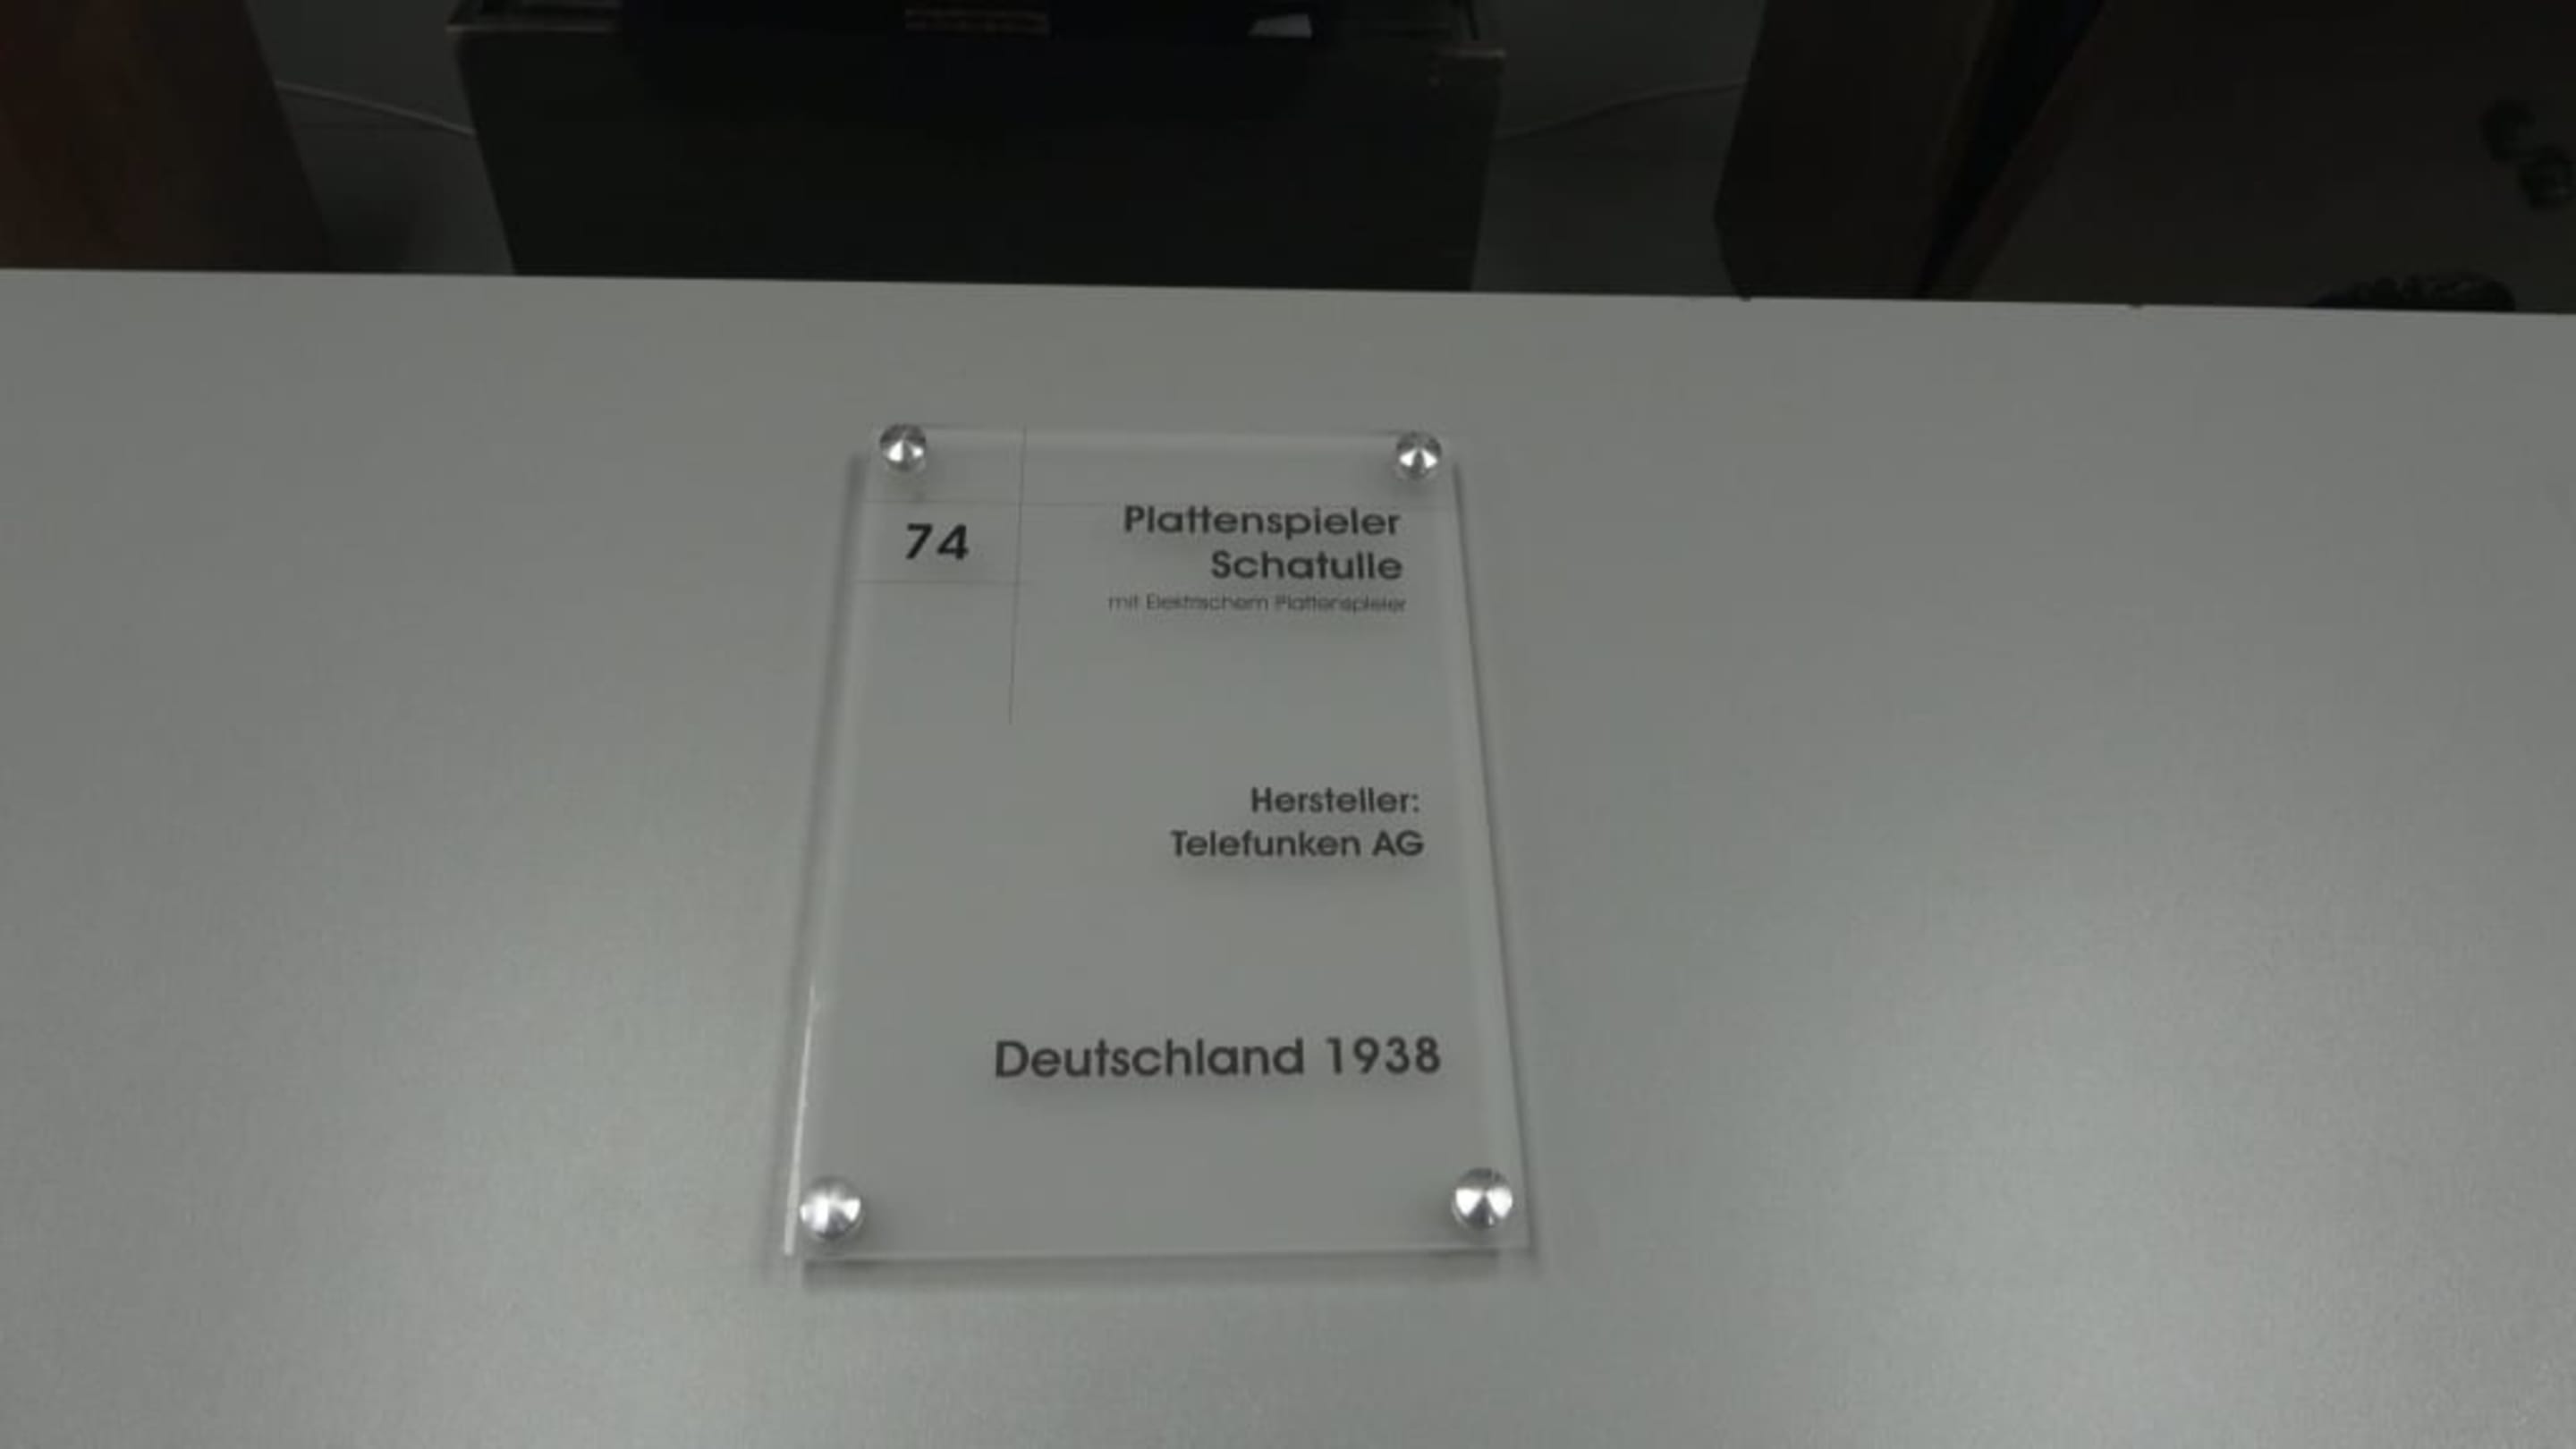 74
Plattenspieler
Schatulle
mit Elektrischem Plattenspieler
Hersteller:
Telefunken AG
Deutschland 1938